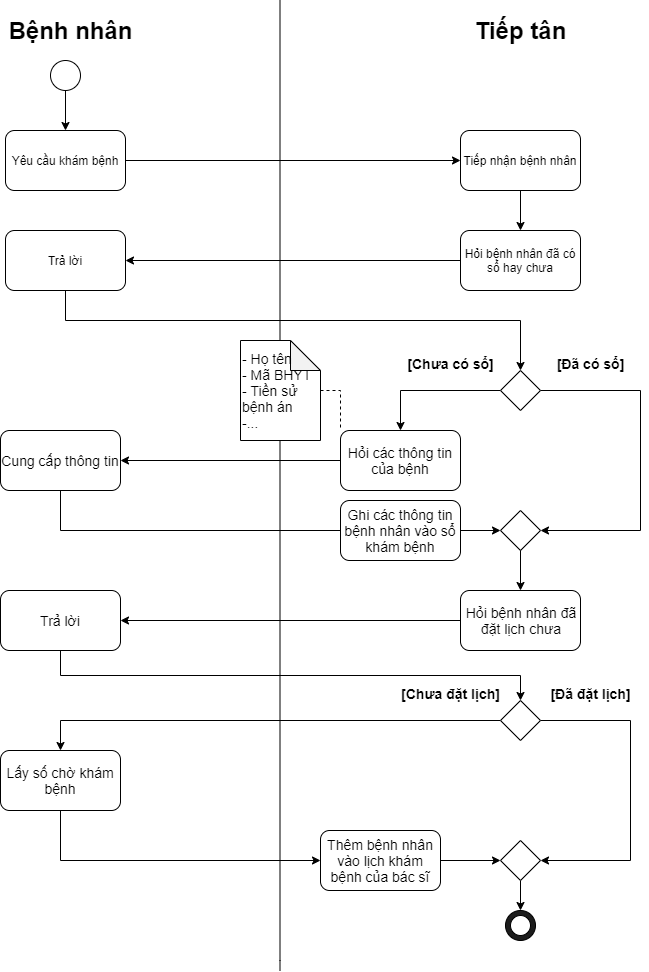 Bệnh nhân
Tiếp tân
Yêu cầu khám bệnh
Tiếp nhận bệnh nhân
Trả lời
Hỏi bệnh nhân đã có
sổ hay chưa
- Họ tên
- Mã BHYT
- Tiền sử
bệnh án
-...
[Chưa có sổ]
[Đã có sổ]
Cung cấp thông tin
Hỏi các thông tin
của bệnh
Ghi các thông tin
bệnh nhân vào sổ
khám bệnh
Trả lời
Hỏi bệnh nhân đã
đặt lịch chưa
[Chưa đặt lịch]
[Đã đặt lịch]
Lấy số chờ khám
bệnh
Thêm bệnh nhân
vào lịch khám
bệnh của bác sĩ